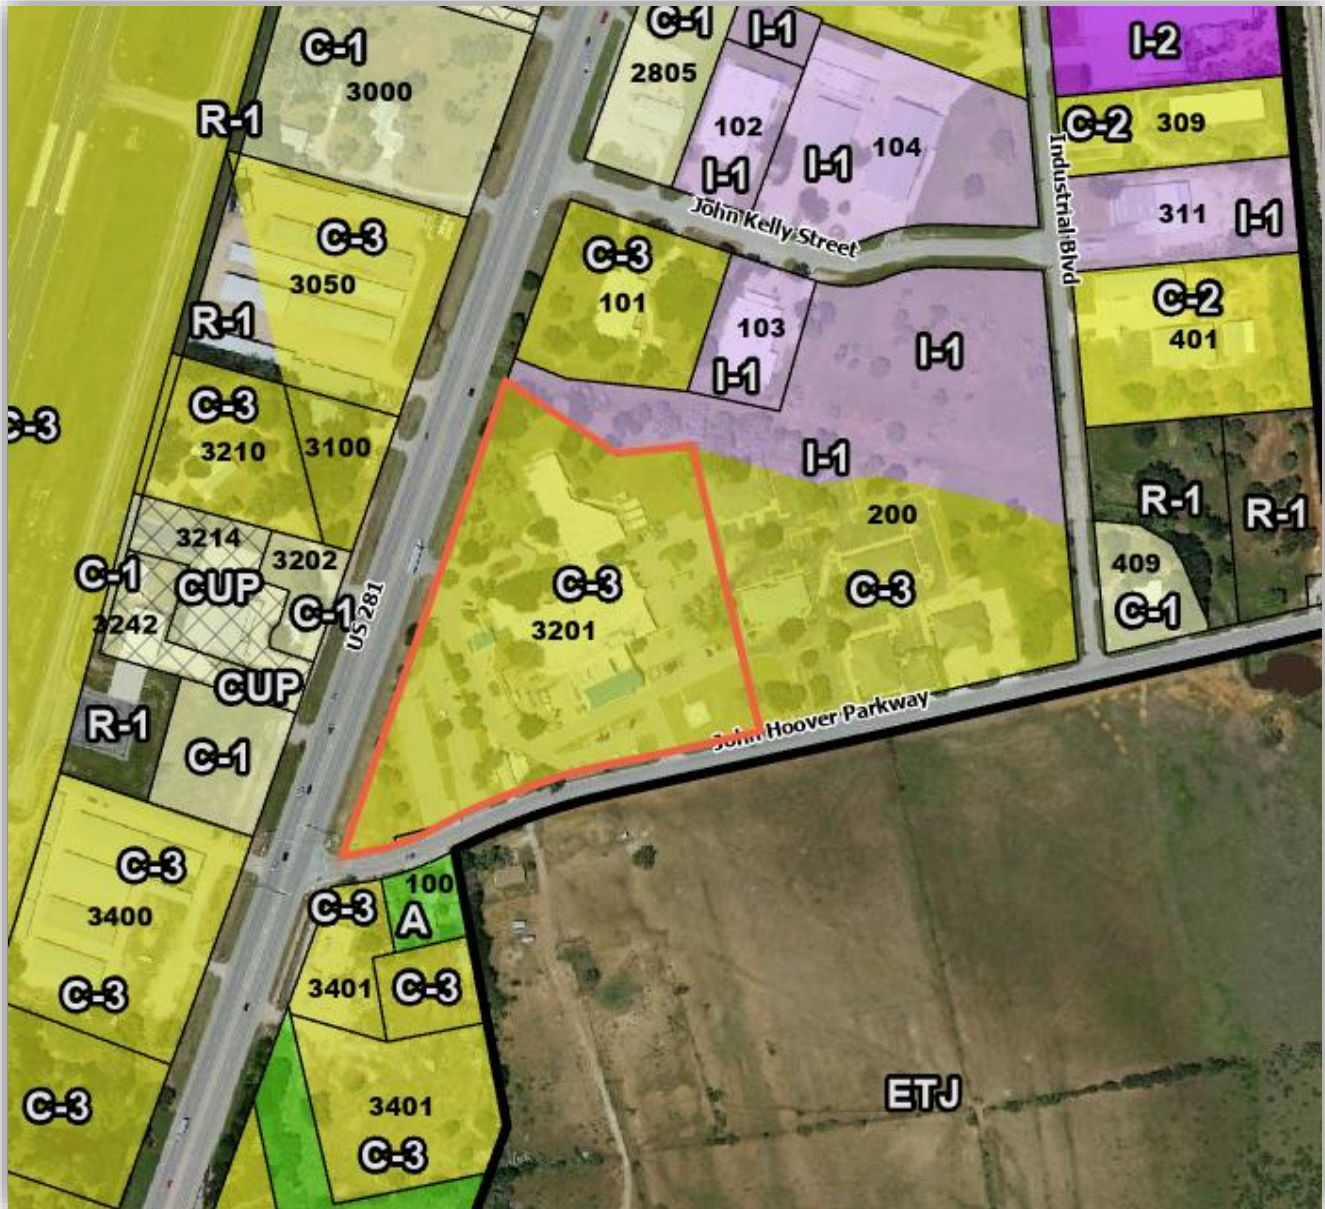 C-1
C-1
I-1
I-2
3000
2805
R-1
102
C-2
309
I-1
I-1
104
Industrial Blvd
John Kelly Street
311
I-1
C-3
C-3
3050
101
C-2
R-1
103
I-1
401
I-1
C-3
C-3
3210
3100
I-1
R-1
R-1
200
3214
3202
409
C-1
CUP
C-1
C-3
C-3
C-1
3242
US 281
3201
CUP
R-1
C-1
John Hoover Parkway
C-3
3400
C-3
100
A
C-3
3401
C-3
C-3
3401
C-3
ETJ